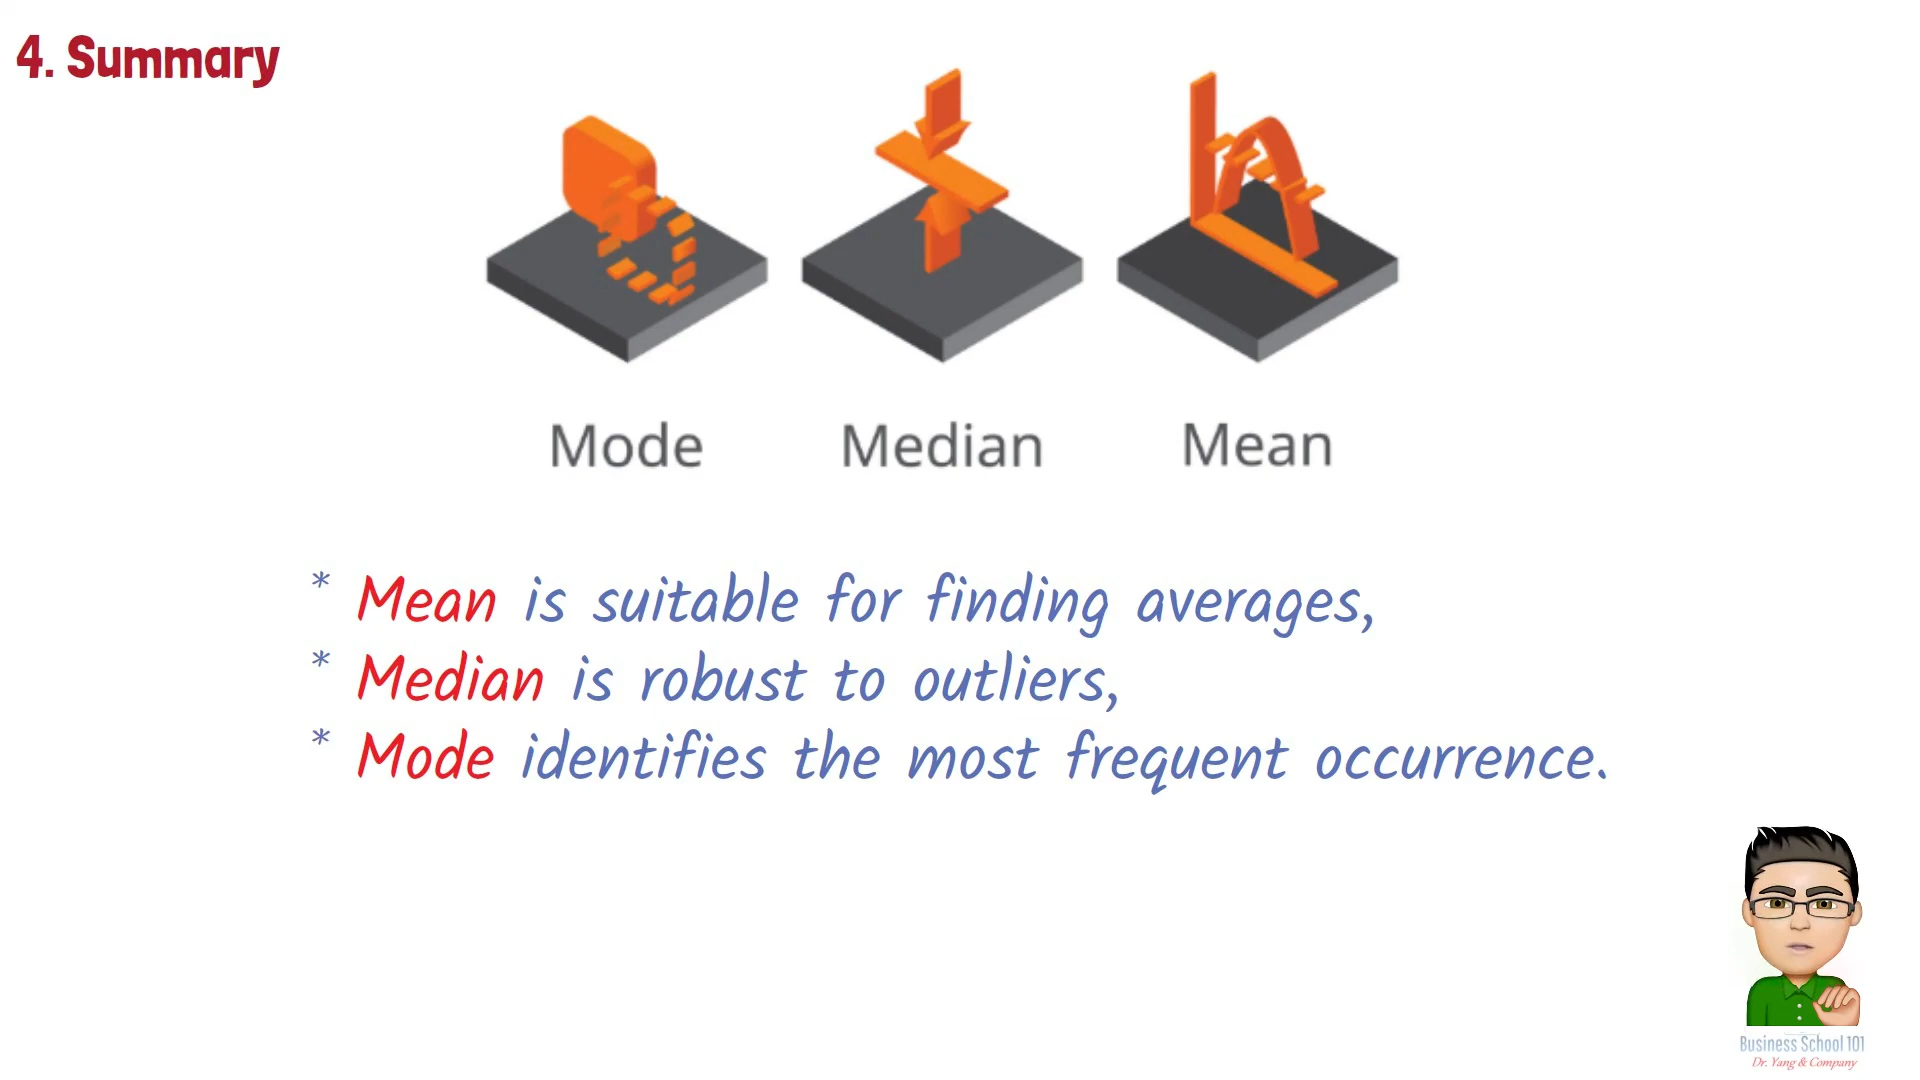 4. Summary
Mode
Median
Mean
* Mean is suitable for finding averages,
* Median is robust to outliers,
* Mode identifies the most frequent occurrence.
Business School 101
Dr. Yang & Company